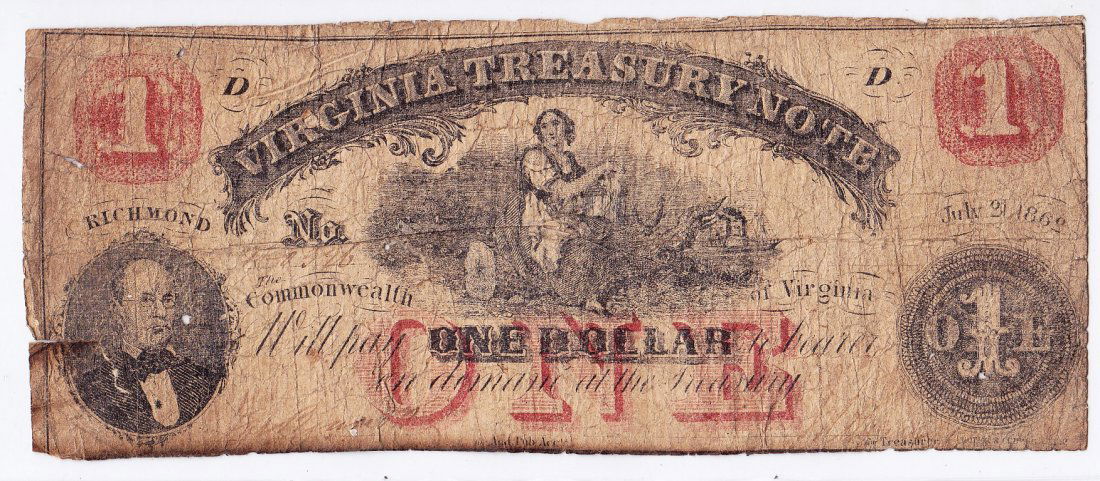 1 D VIRGINIA TREASURY NOTE D 1
RICHMOND July 21, 1862
No.
The
Commonwealth of Virginia
Will pay ONE DOLLAR to bearer
ONE
on demand at the Treasury
O 1 E
Treasurer